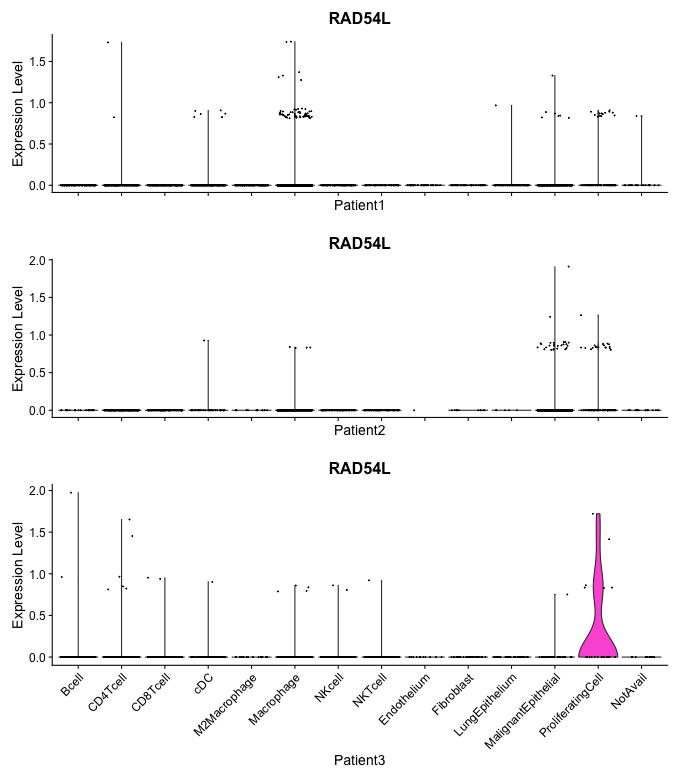 RAD54L
Expression Level
1.5
1.0
0.5
0.0
Patient1
RAD54L
Expression Level
2.0
1.5
1.0
0.5
0.0
Patient2
RAD54L
Expression Level
2.0
1.5
1.0
0.5
0.0
Bcell
CD4Tcell
CD8Tcell
cDC
M2Macrophage
Macrophage
NKcell
NKTcell
Endothelium
Fibroblast
LungEpithelium
MalignantEpithelial
ProliferatingCell
NotAvail
Patient3